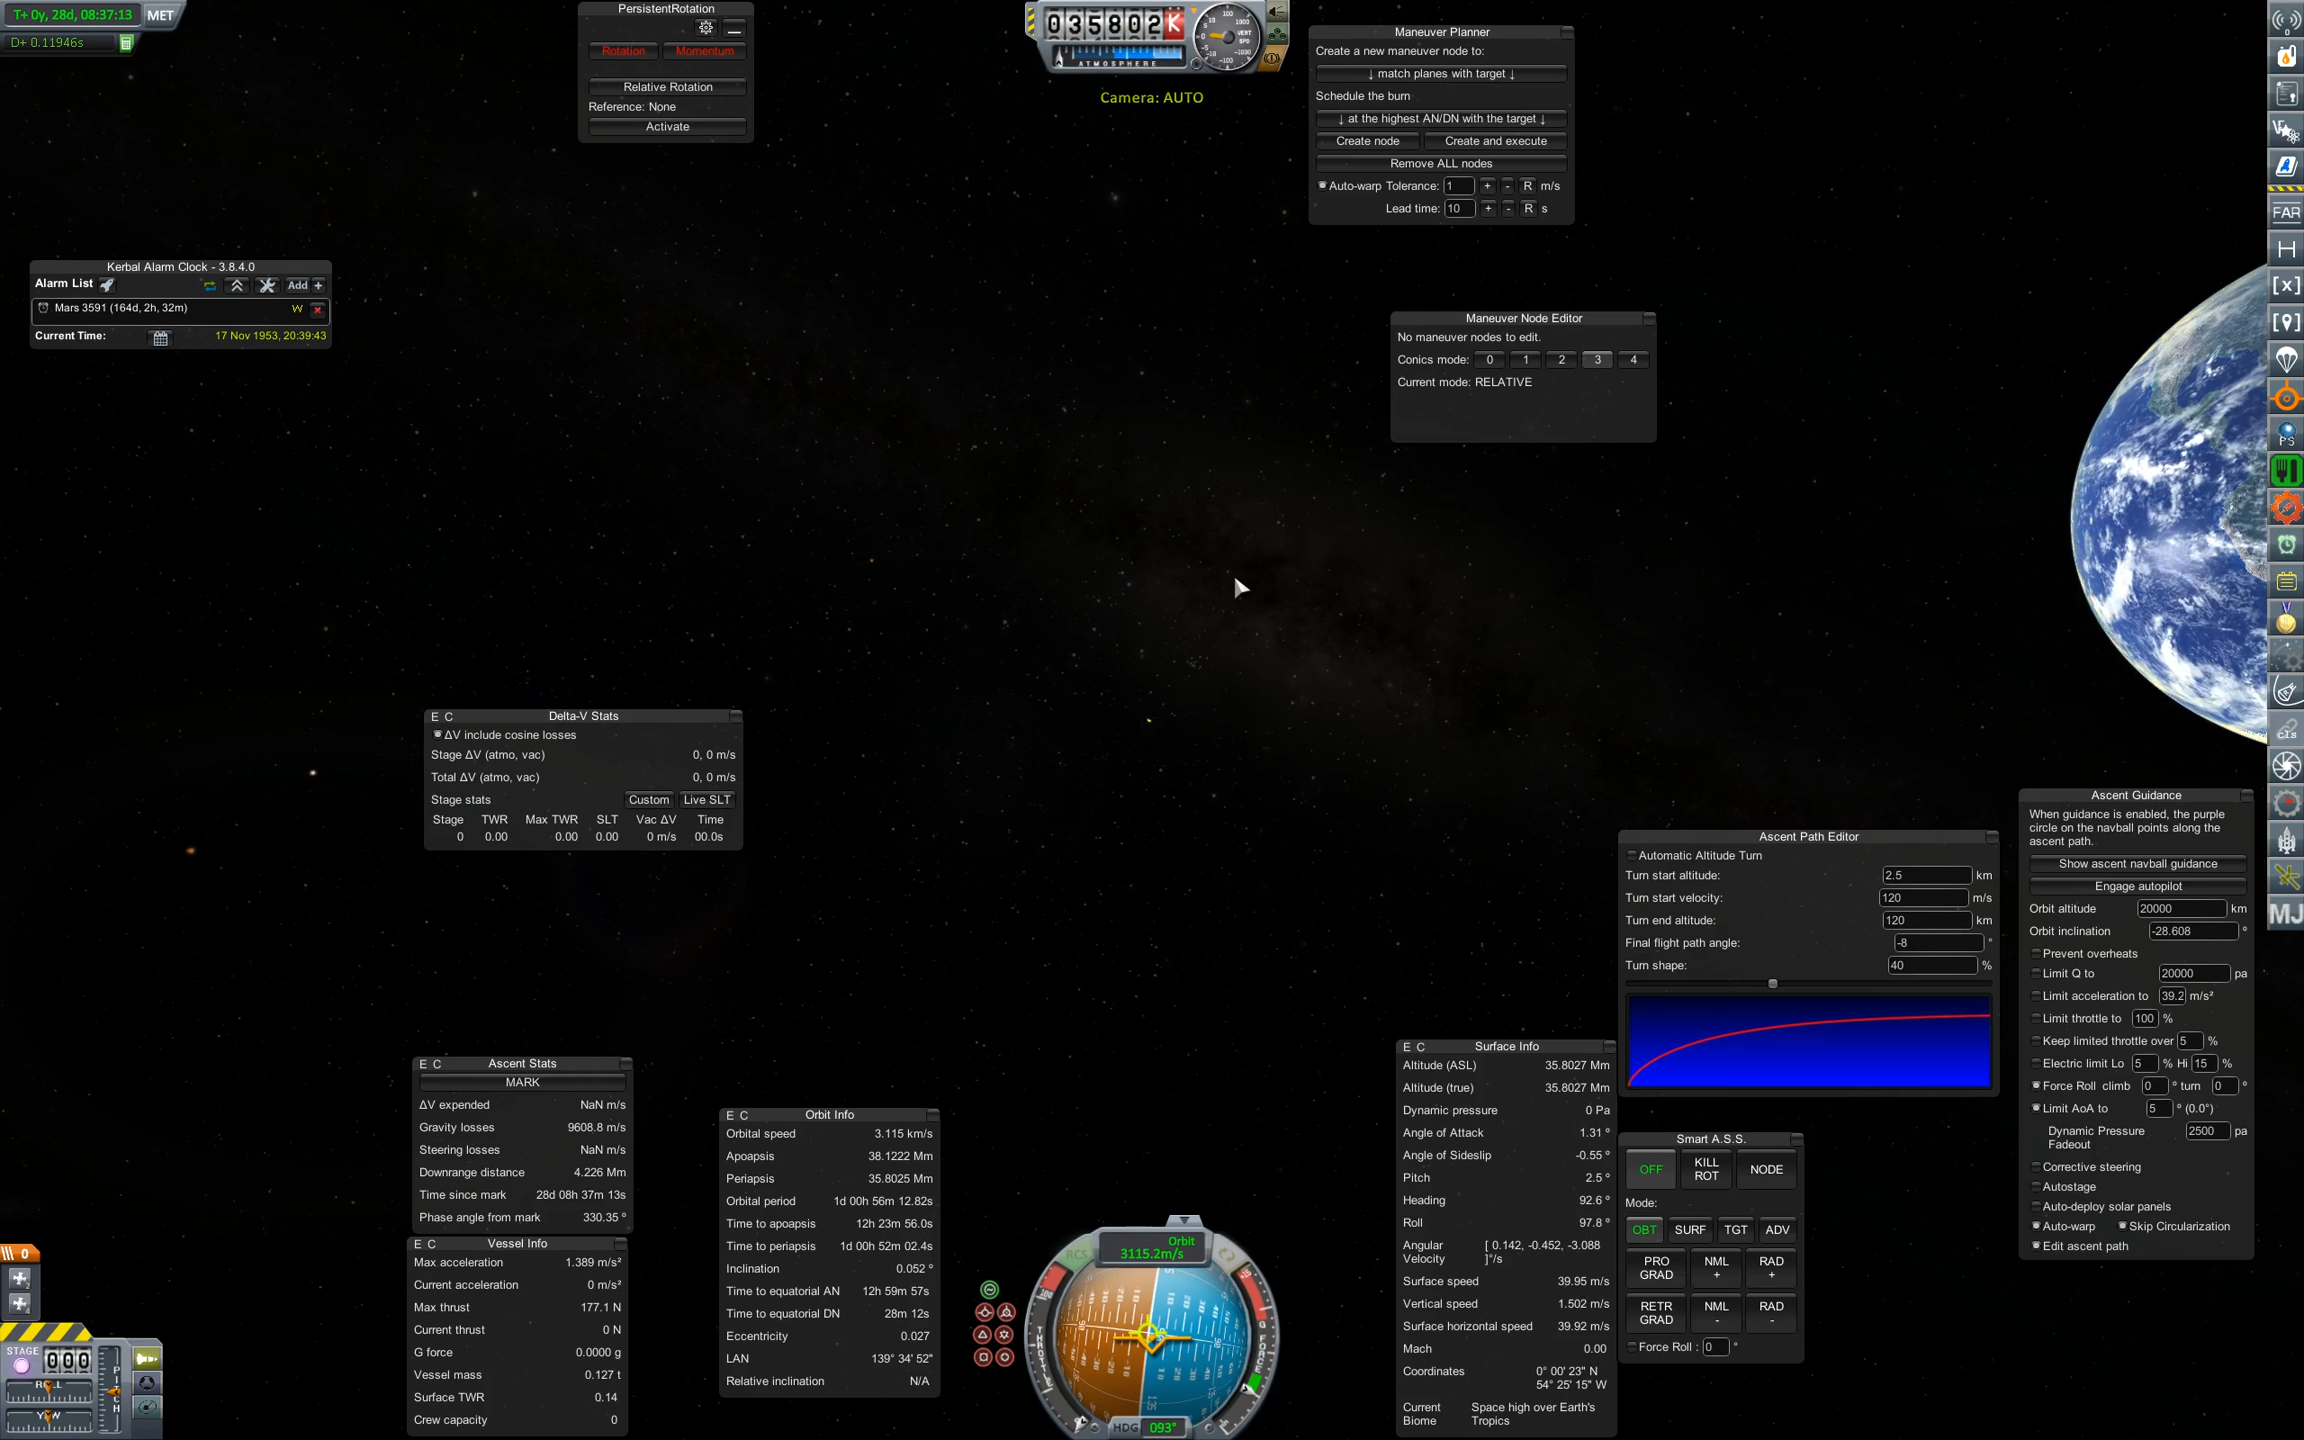 T+ 0y, 28d, 08:37:13 MET
D+ 0.11946s
PersistentRotation
Rotation Momentum
Relative Rotation
Reference: None
Activate
035802K
ATMOSPHERE
VERT SPD
Camera: AUTO
Maneuver Planner
Create a new maneuver node to:
↓ match planes with target ↓
Schedule the burn
↓ at the highest AN/DN with the target ↓
Create node Create and execute
Remove ALL nodes
Auto-warp Tolerance: 1 + - R m/s
Lead time: 10 + - R s
Kerbal Alarm Clock - 3.8.4.0
Alarm List Add +
Mars 3591 (164d, 2h, 32m)
Current Time: 17 Nov 1953, 20:39:43
Maneuver Node Editor
No maneuver nodes to edit.
Conics mode: 0 1 2 3 4
Current mode: RELATIVE
E C Delta-V Stats
ΔV include cosine losses
Stage ΔV (atmo, vac) 0, 0 m/s
Total ΔV (atmo, vac) 0, 0 m/s
Stage stats Custom Live SLT
Stage TWR Max TWR SLT Vac ΔV Time
0 0.00 0.00 0.00 0 m/s 00.0s
E C Ascent Stats
MARK
ΔV expended NaN m/s
Gravity losses 9608.8 m/s
Steering losses NaN m/s
Downrange distance 4.226 Mm
Time since mark 28d 08h 37m 13s
Phase angle from mark 330.35 º
E C Vessel Info
Max acceleration 1.389 m/s²
Current acceleration 0 m/s²
Max thrust 177.1 N
Current thrust 0 N
G force 0.0000 g
Vessel mass 0.127 t
Surface TWR 0.14
Crew capacity 0
0
STAGE 000
ROLL
YAW
PITCH
E C Orbit Info
Orbital speed 3.115 km/s
Apoapsis 38.1222 Mm
Periapsis 35.8025 Mm
Orbital period 1d 00h 56m 12.82s
Time to apoapsis 12h 23m 56.0s
Time to periapsis 1d 00h 52m 02.4s
Inclination 0.052 º
Time to equatorial AN 12h 59m 57s
Time to equatorial DN 28m 12s
Eccentricity 0.027
LAN 139° 34' 52"
Relative inclination N/A
RCS
Orbit
3115.2m/s
THROTTLE
G FORCE
HDG 093°
E C Surface Info
Altitude (ASL) 35.8027 Mm
Altitude (true) 35.8027 Mm
Dynamic pressure 0 Pa
Angle of Attack 1.31 º
Angle of Sideslip -0.55 º
Pitch 2.5 º
Heading 92.6 º
Roll 97.8 º
Angular Velocity [ 0.142, -0.452, -3.088 ]°/s
Surface speed 39.95 m/s
Vertical speed 1.502 m/s
Surface horizontal speed 39.92 m/s
Mach 0.00
Coordinates 0° 00' 23" N
54° 25' 15" W
Current Biome Space high over Earth's Tropics
Ascent Path Editor
Automatic Altitude Turn
Turn start altitude: 2.5 km
Turn start velocity: 120 m/s
Turn end altitude: 120 km
Final flight path angle: -8 °
Turn shape: 40 %
Smart A.S.S.
OFF KILL ROT NODE
Mode:
OBT SURF TGT ADV
PRO GRAD NML + RAD +
RETR GRAD NML - RAD -
Force Roll : 0 °
Ascent Guidance
When guidance is enabled, the purple
circle on the navball points along the
ascent path.
Show ascent navball guidance
Engage autopilot
Orbit altitude 20000 km
Orbit inclination -28.608 º
Prevent overheats
Limit Q to 20000 pa
Limit acceleration to 39.2 m/s²
Limit throttle to 100 %
Keep limited throttle over 5 %
Electric limit Lo 5 % Hi 15 %
Force Roll climb 0 º turn 0 º
Limit AoA to 5 º (0.0°)
Dynamic Pressure Fadeout 2500 pa
Corrective steering
Autostage
Auto-deploy solar panels
Auto-warp Skip Circularization
Edit ascent path
0
FAR
H
[x]
PS
cls
MJ